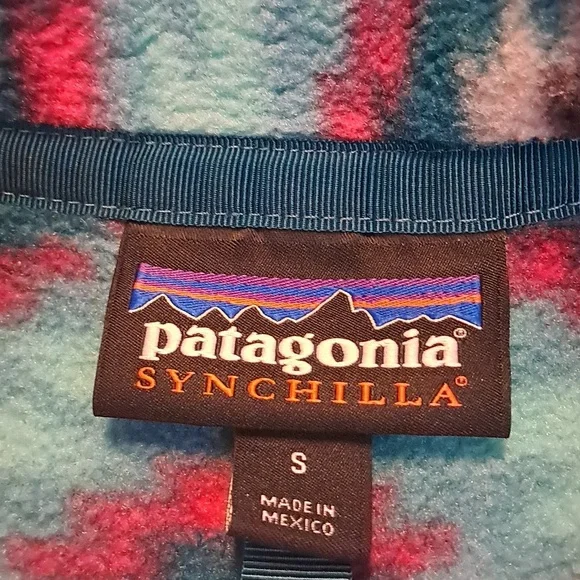 patagonia®
SYNCHILLA®
S
MADE IN
MEXICO